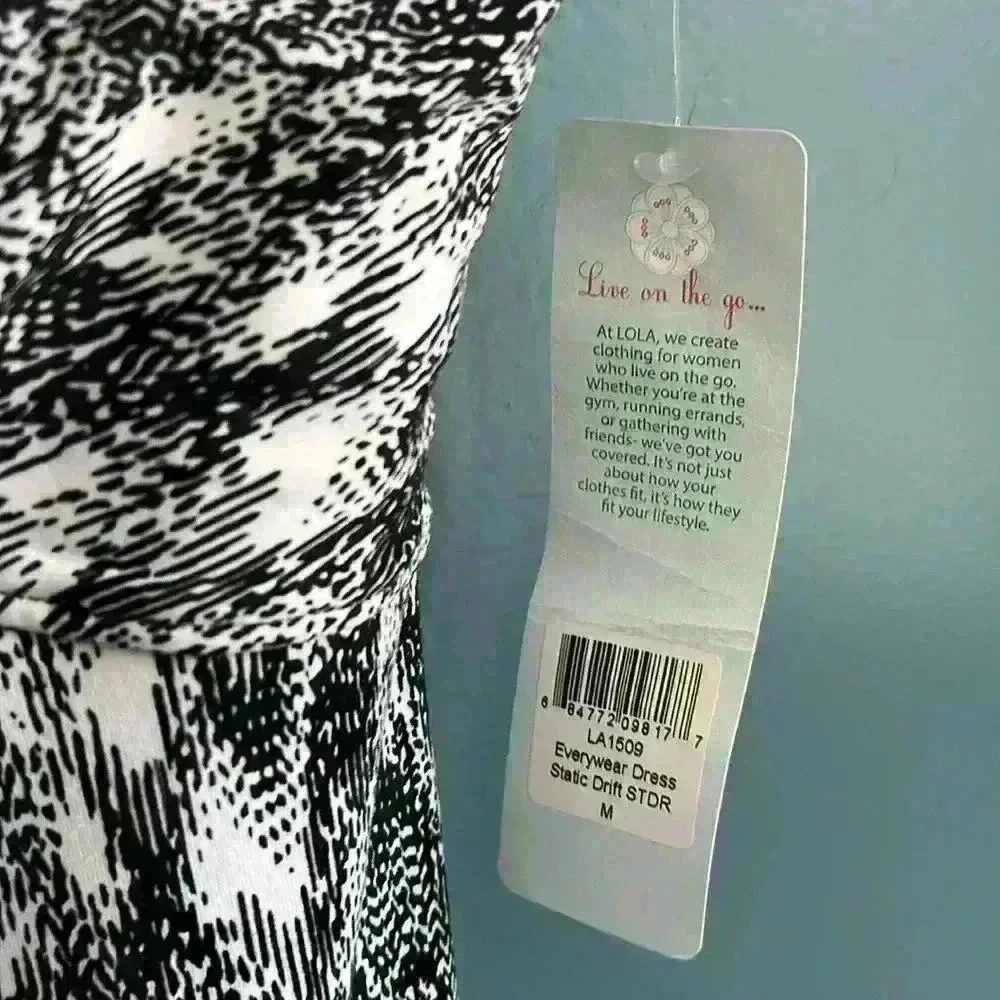 Live on the go...
At LOLA, we create
clothing for women
who live on the go.
Whether you're at the
gym, running errands,
or gathering with
friends- we've got you
covered. It's not just
about how your
clothes fit, it's how they
fit your lifestyle.
6 84772 09817 7
LA1509
Everywear Dress
Static Drift STDR
M